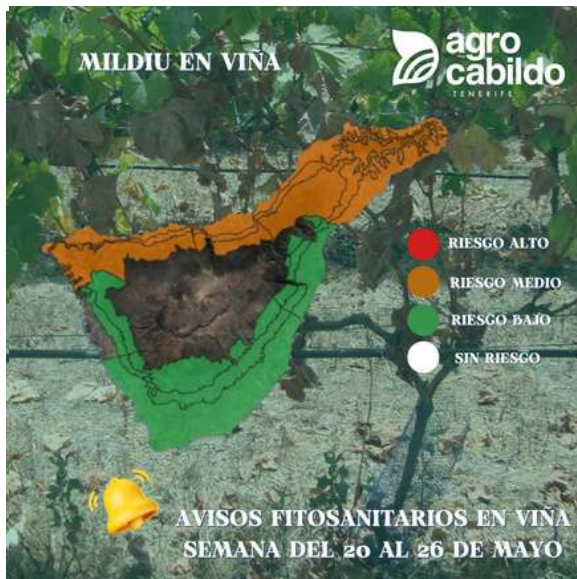 MILDIU EN VIÑA
agro
cabildo
TENERIFE
RIESGO ALTO
RIESGO MEDIO
RIESGO BAJO
SIN RIESGO
AVISOS FITOSANITARIOS EN VIÑA
SEMANA DEL 20 AL 26 DE MAYO